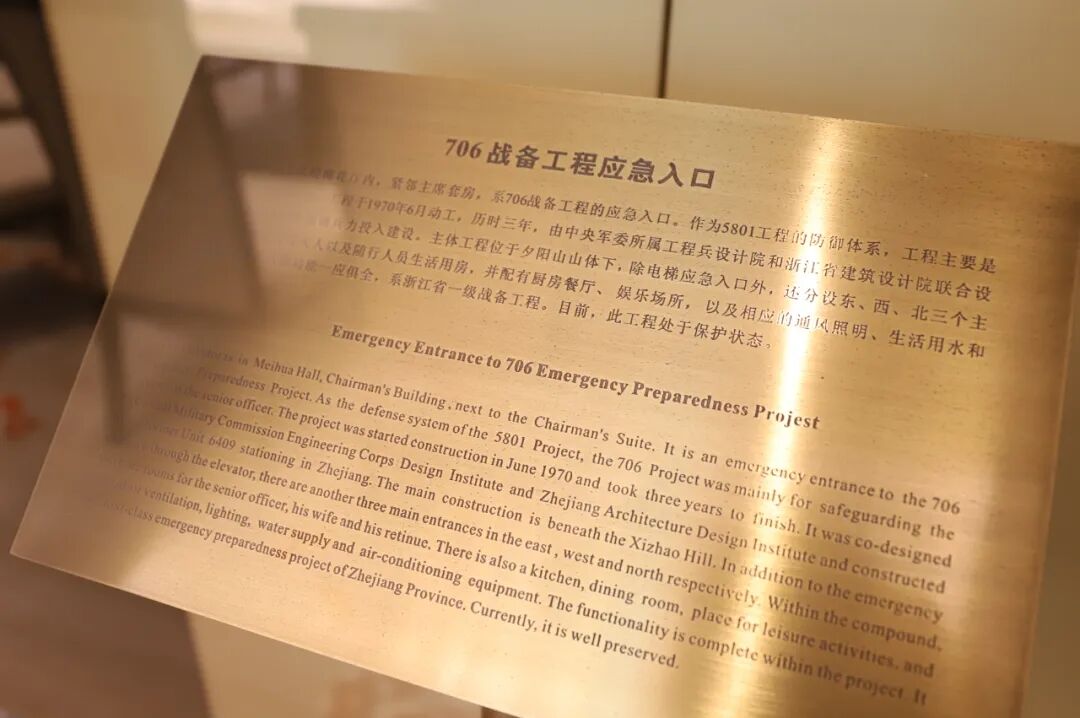 706 战备工程应急入口
内，紧邻主席套房，系706战备工程的应急入口。作为5801工程的防御体系，工程主要是
程于1970年6月动工，历时三年，由中央军委所属工程兵设计院和浙江省建筑设计院联合设
力投入建设。主体工程位于夕阳山山体下，除电梯应急入口外，还分设东、西、北三个主
人以及随行人员生活用房，并配有厨房餐厅、娱乐场所，以及相应的通风照明、生活用水和
一应俱全，系浙江省一级战备工程。目前，此工程处于保护状态。
Emergency Entrance to 706 Emergency Preparedness Projest
in Meihua Hall, Chairman's Building, next to the Chairman's Suite. It is an emergency entrance to the 706
Preparedness Project. As the defense system of the 5801 Project, the 706 Project was mainly for safeguarding the
senior officer. The project was started construction in June 1970 and took three years to finish. It was co-designed
Military Commission Engineering Corps Design Institute and Zhejiang Architecture Design Institute and constructed
Unit 6409 stationing in Zhejiang. The main construction is beneath the Xizhao Hill. In addition to the emergency
through the elevator, there are another three main entrances in the east, west and north respectively. Within the compound,
rooms for the senior officer, his wife and his retinue. There is also a kitchen, dining room, place for leisure activities, and
ventilation, lighting, water supply and air-conditioning equipment. The functionality is complete within the project. It
emergency preparedness project of Zhejiang Province. Currently, it is well preserved.